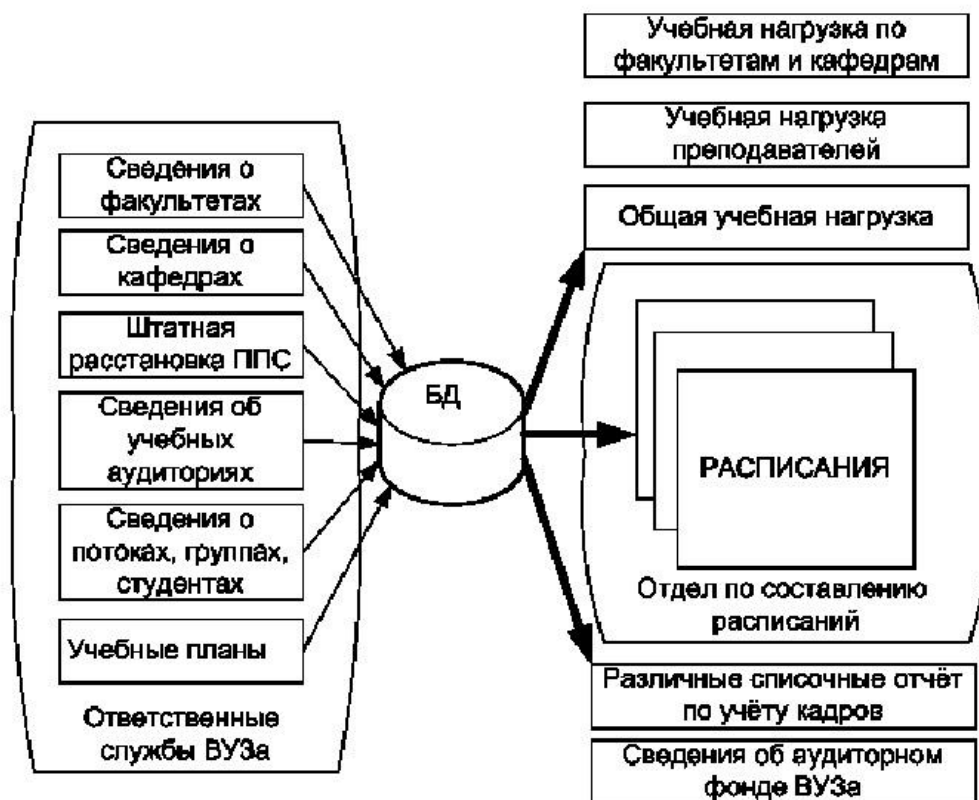 Сведения о
факультетах
Сведения о
кафедрах
Штатная
расстановка ППС
Сведения об
учебных
аудиториях
Сведения о
потоках, группах,
студентах
Учебные планы
Ответственные
службы ВУЗа
БД
Учебная нагрузка по
факультетам и кафедрам
Учебная нагрузка
преподавателей
Общая учебная нагрузка
РАСПИСАНИЯ
Отдел по составлению
расписаний
Различные списочные отчёт
по учёту кадров
Сведения об аудиторном
фонде ВУЗа